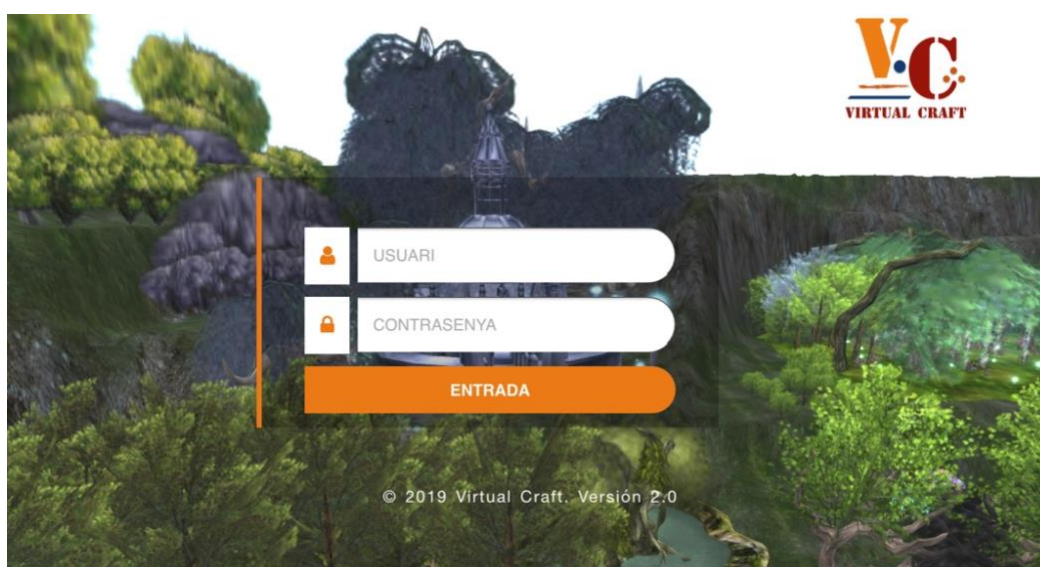 V.C
VIRTUAL CRAFT
USUARI
CONTRASENYA
ENTRADA
© 2019 Virtual Craft. Versión 2.0